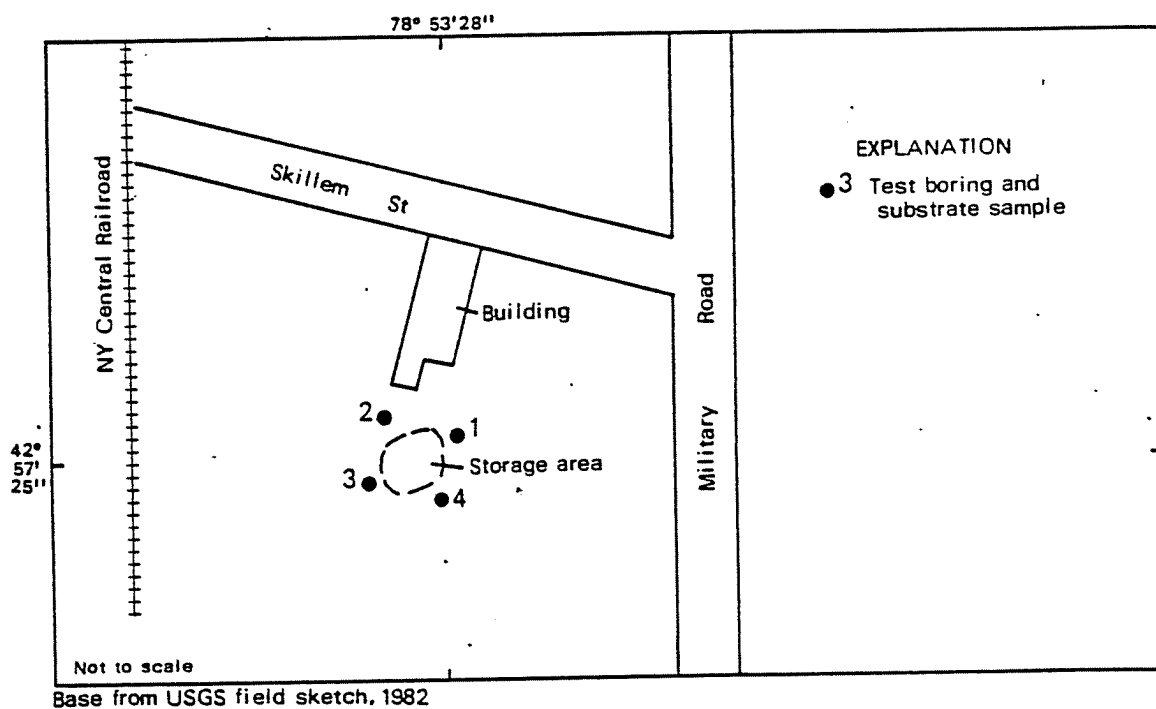 78° 53'28"
NY Central Railroad
Skillem St
EXPLANATION
3 Test boring and
substrate sample
Building
Military Road
2
1
42°
57'
25"
Storage area
3
4
Not to scale
Base from USGS field sketch, 1982